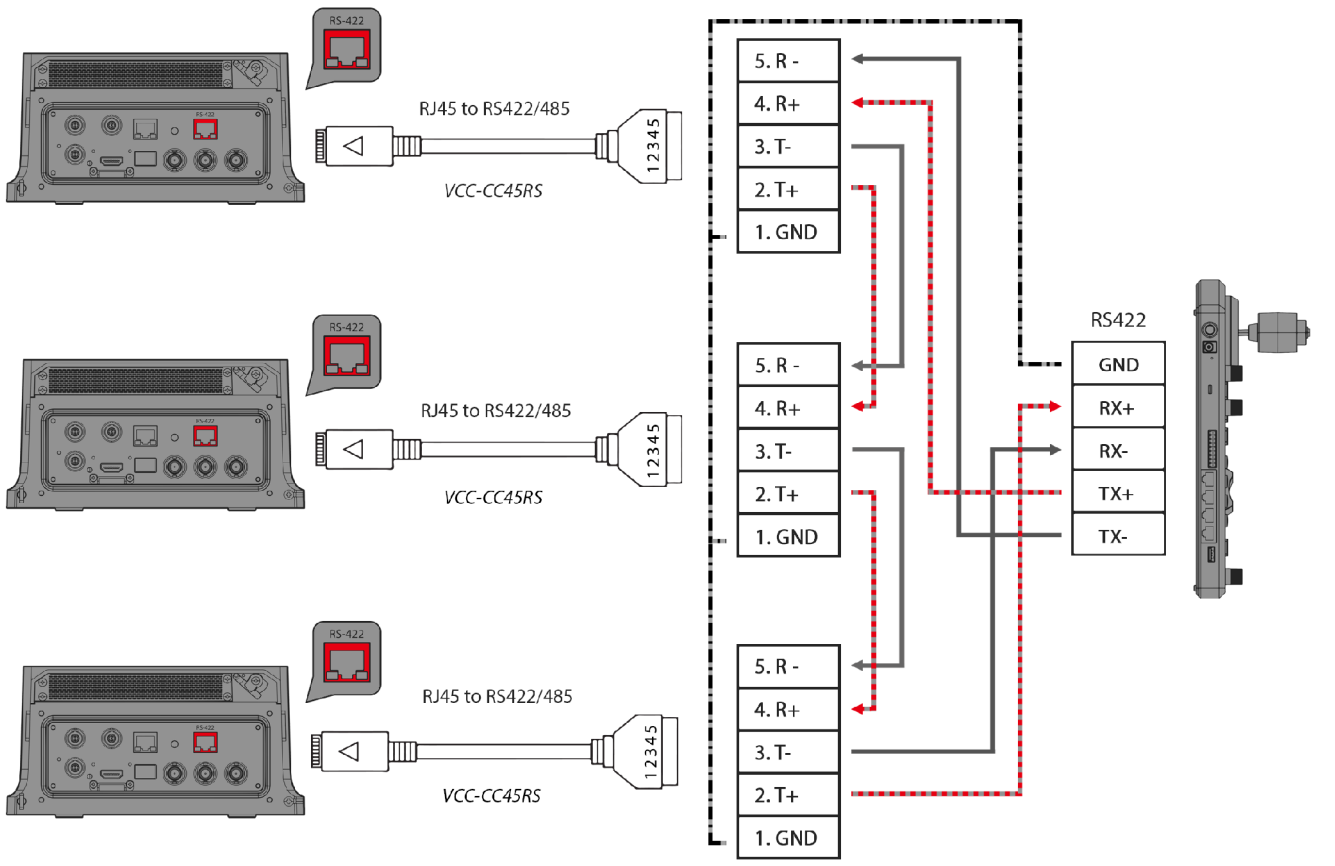 RS-422
RS-422
RJ45 to RS422/485
12345
VCC-CC45RS
5. R -
4. R+
3. T-
2. T+
1. GND
RS-422
RS-422
RJ45 to RS422/485
12345
VCC-CC45RS
5. R -
4. R+
3. T-
2. T+
1. GND
RS422
GND
RX+
RX-
TX+
TX-
RS-422
RS-422
RJ45 to RS422/485
12345
VCC-CC45RS
5. R -
4. R+
3. T-
2. T+
1. GND